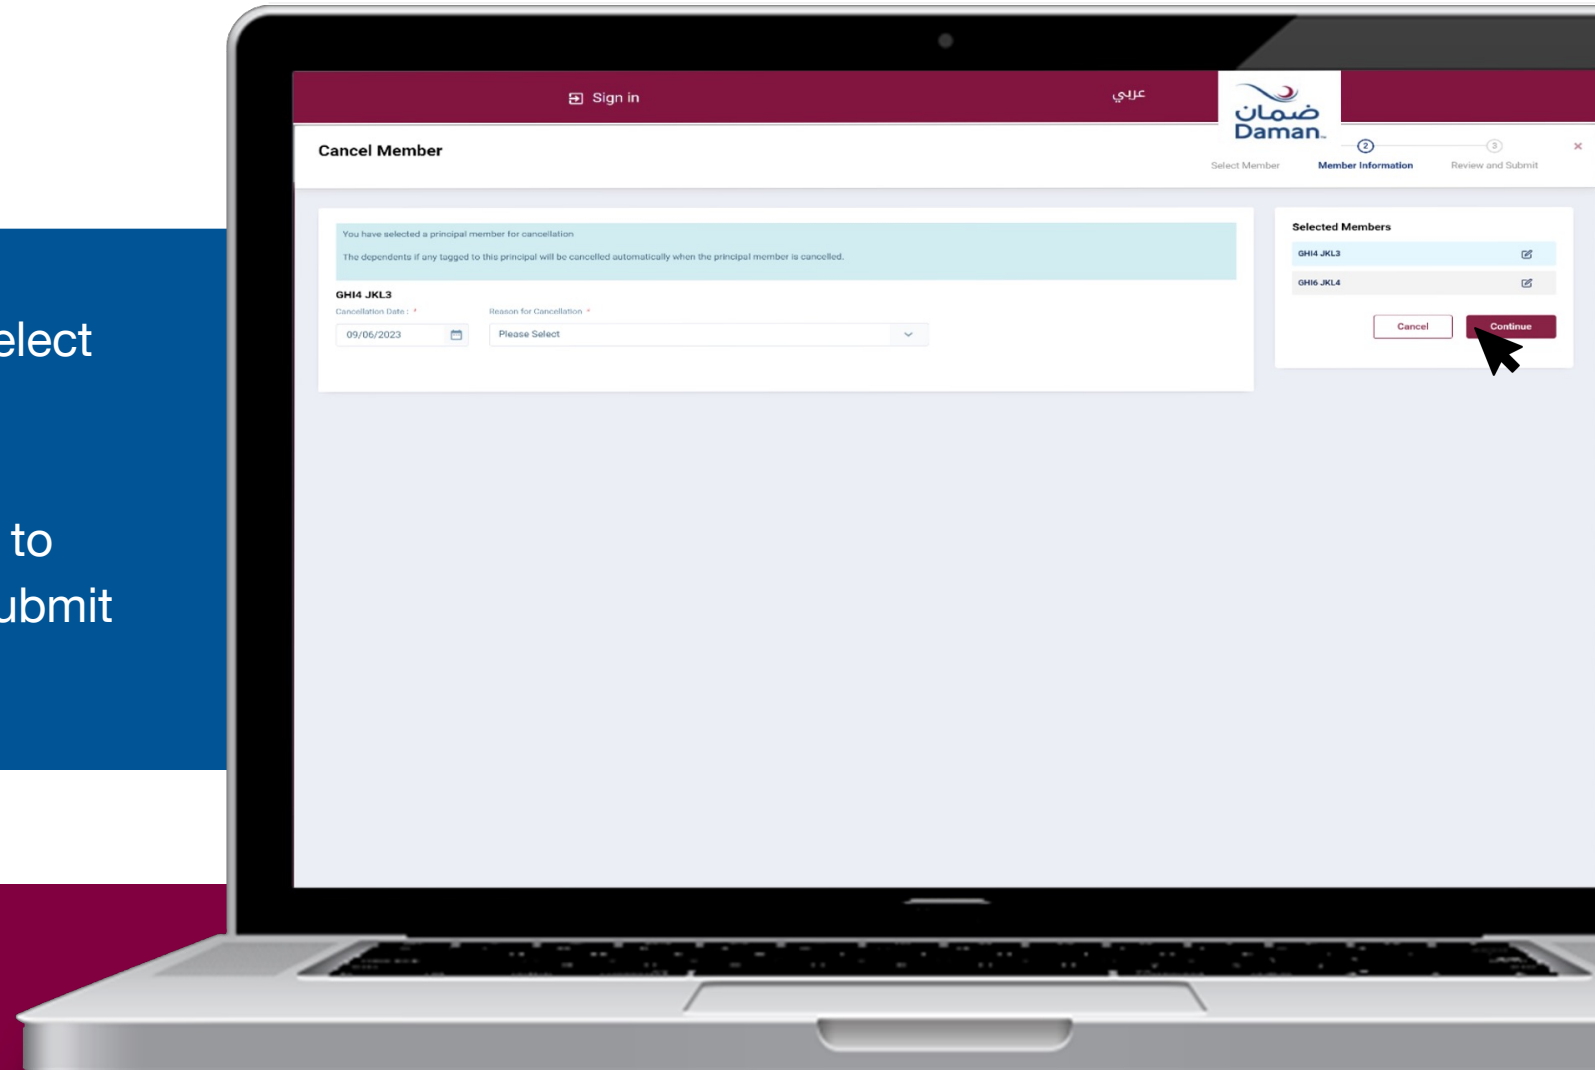 elect
to
ubmit
Sign in
عربي
ضمان
Daman
Cancel Member
2
3
Select Member
Member Information
Review and Submit
You have selected a principal member for cancellation
The dependents if any tagged to this principal will be cancelled automatically when the principal member is cancelled.
GHI4 JKL3
Cancellation Date : *
Reason for Cancellation *
09/06/2023
Please Select
Selected Members
GHI4 JKL3
GHI6 JKL4
Cancel
Continue